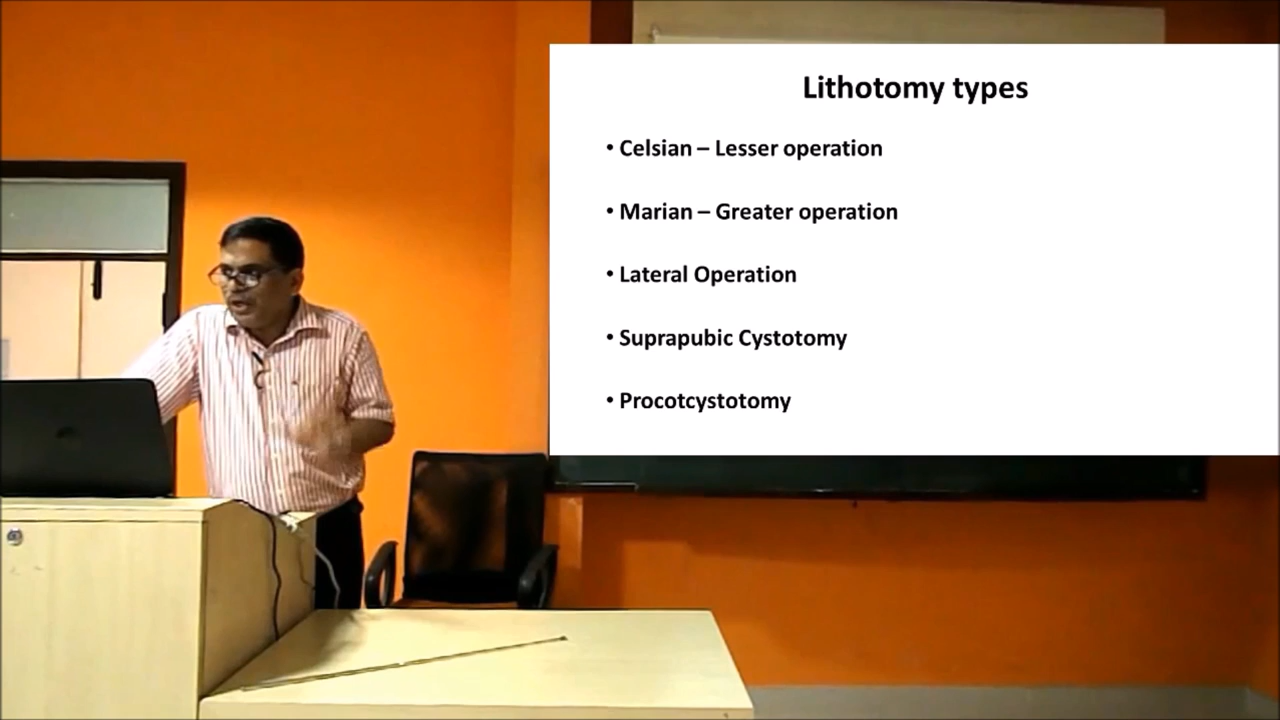 Lithotomy types
• Celsian – Lesser operation
• Marian – Greater operation
• Lateral Operation
• Suprapubic Cystotomy
• Procotcystotomy